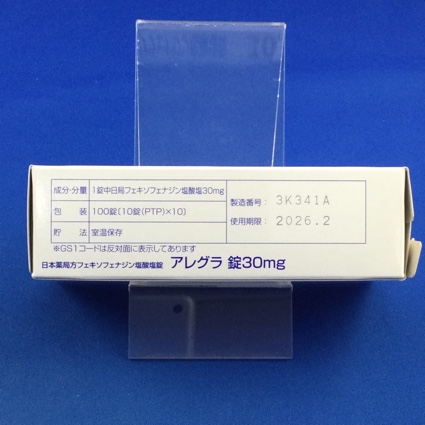 成分・分量 1錠中日局フェキソフェナジン塩酸塩30mg
包 装 100錠(10錠(PTP)×10)
貯 法 室温保存
製造番号: 3K341A
使用期限: 2026.2
※GS1コードは反対面に表示してあります
日本薬局方フェキソフェナジン塩酸塩錠 アレグラ 錠30mg